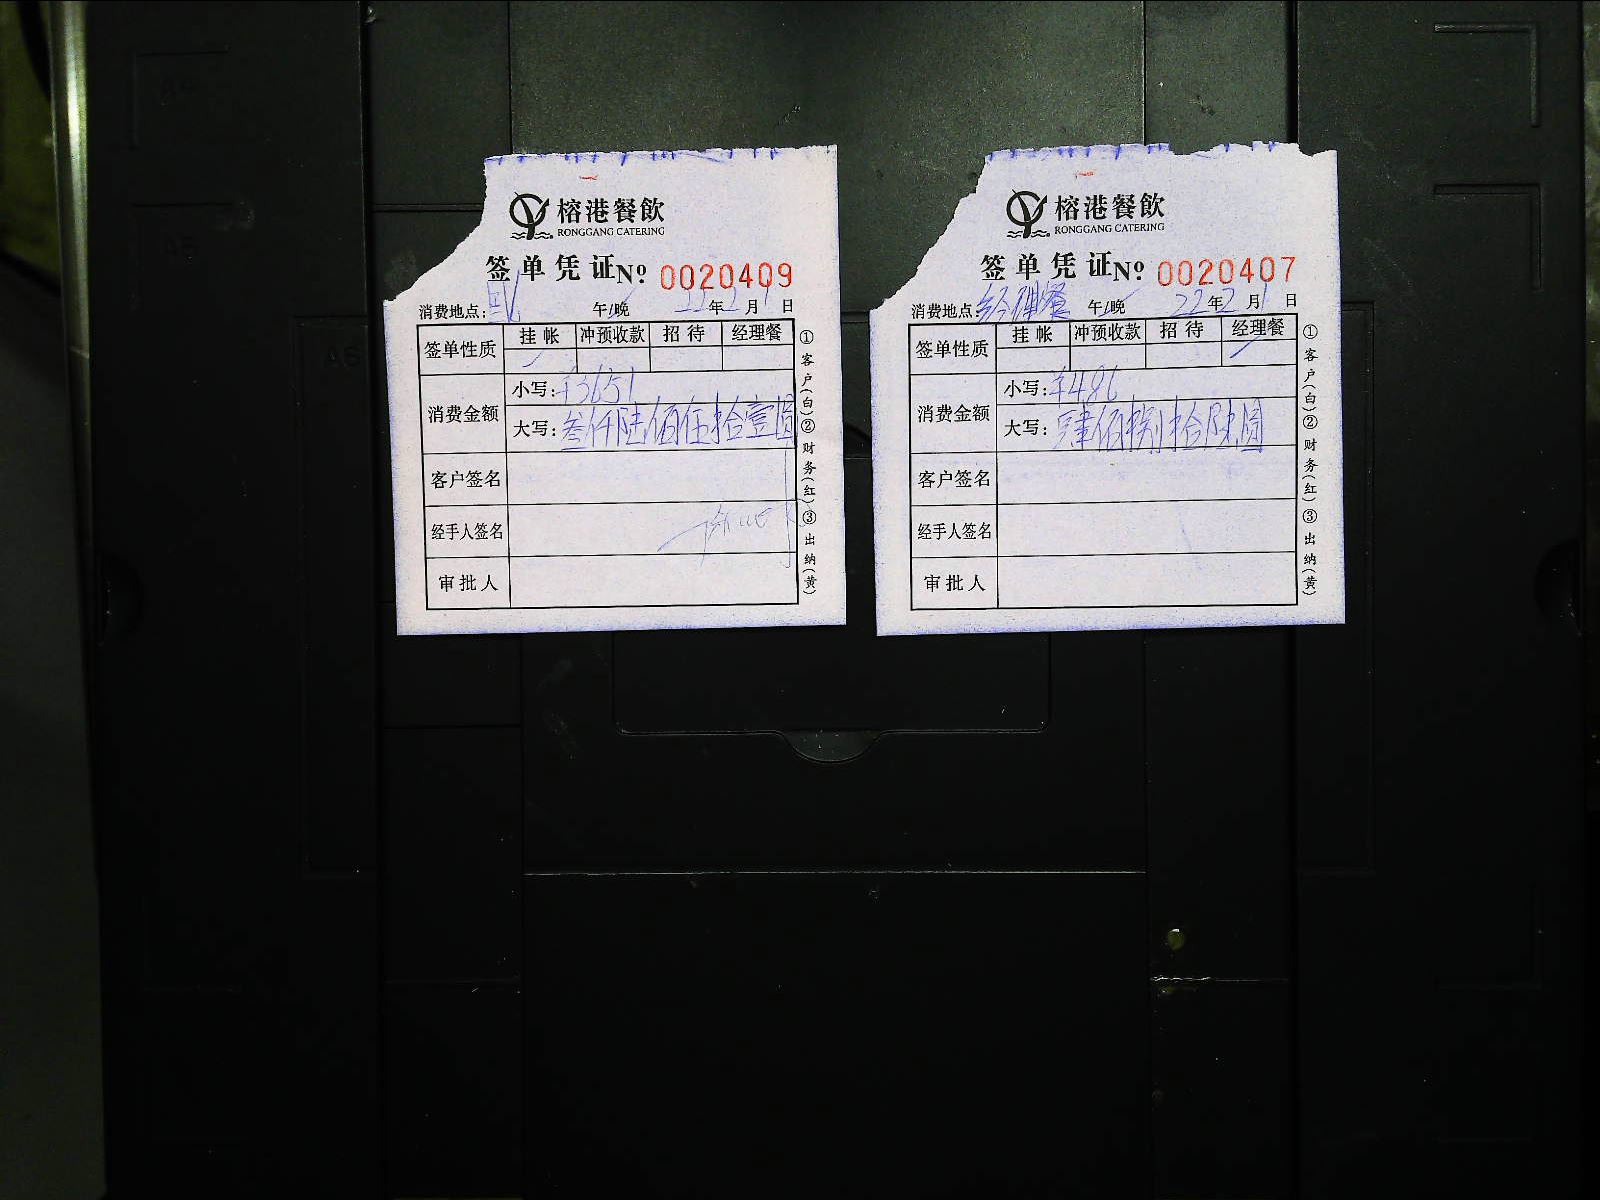 榕港餐飲
RONGGANG CATERING
签单凭证 Nº 0020409
消费地点: 午/晚 22年2月1日
签单性质 挂帐 冲预收款 招待 经理餐
消费金额
小写: ¥3651
大写: 叁仟陆佰伍拾壹圆
客户签名
经手人签名
审批人
①客户(白)②财务(红)③出纳(黄)
榕港餐飲
RONGGANG CATERING
签单凭证 Nº 0020407
消费地点: 经理餐 午/晚 22年2月1日
签单性质 挂帐 冲预收款 招待 经理餐
消费金额
小写: ¥486
大写: 肆佰捌拾陆圆
客户签名
经手人签名
审批人
①客户(白)②财务(红)③出纳(黄)
A5